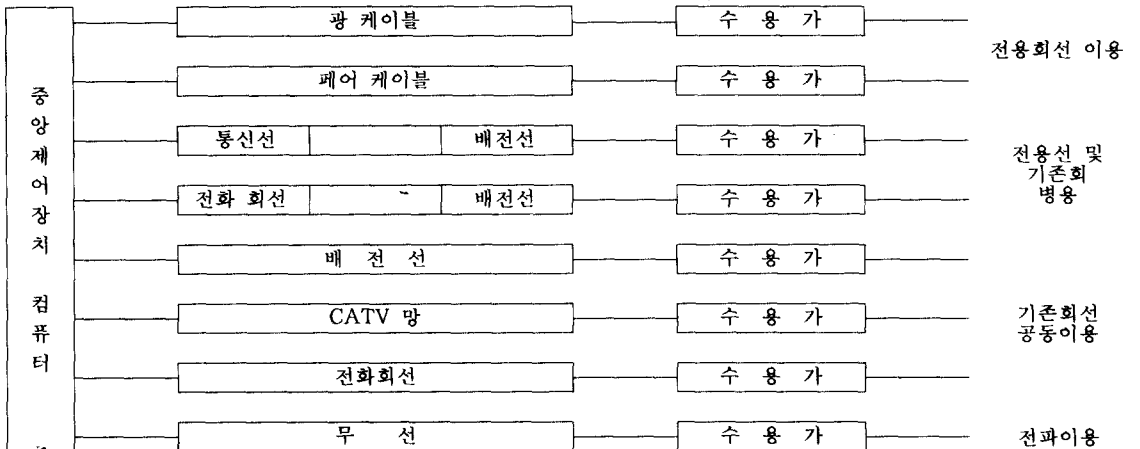 광 케이블 수 용 가
전용회선 이용
페어 케이블 수 용 가
통신선 배전선 수 용 가
전용선 및
기존회
병용
전화 회선 배전선 수 용 가
배 전 선 수 용 가
CATV 망 수 용 가
기존회선
공동이용
전화회선 수 용 가
무 선 수 용 가
전파이용
중
앙
제
어
장
치
컴
퓨
터